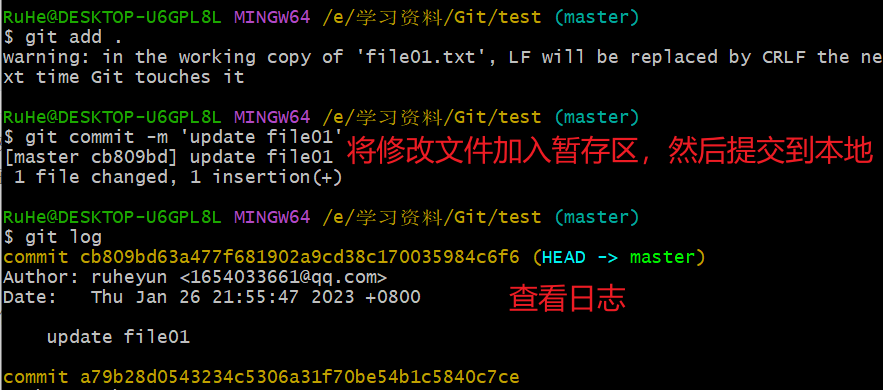 RuHe@DESKTOP-U6GPL8L MINGW64 /e/学习资料/Git/test (master)
$ git add .
warning: in the working copy of 'file01.txt', LF will be replaced by CRLF the ne
xt time Git touches it
RuHe@DESKTOP-U6GPL8L MINGW64 /e/学习资料/Git/test (master)
$ git commit -m 'update file01'
[master cb809bd] update file01
将修改文件加入暂存区，然后提交到本地
1 file changed, 1 insertion(+)
RuHe@DESKTOP-U6GPL8L MINGW64 /e/学习资料/Git/test (master)
$ git log
commit cb809bd63a477f681902a9cd38c170035984c6f6 (HEAD -> master)
Author: ruheyun <1654033661@qq.com>
Date:   Thu Jan 26 21:55:47 2023 +0800
查看日志
update file01
commit a79b28d0543234c5306a31f70be54b1c5840c7ce